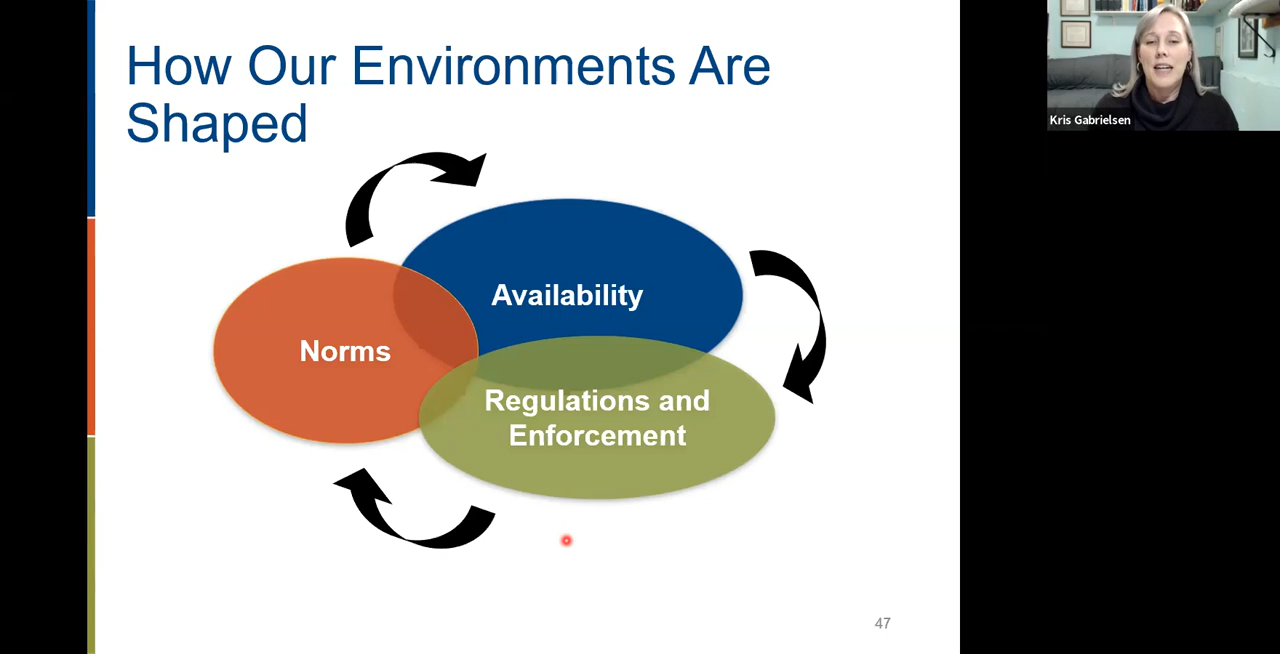 How Our Environments Are
Shaped
Availability
Norms
Regulations and
Enforcement
47
Kris Gabrielsen